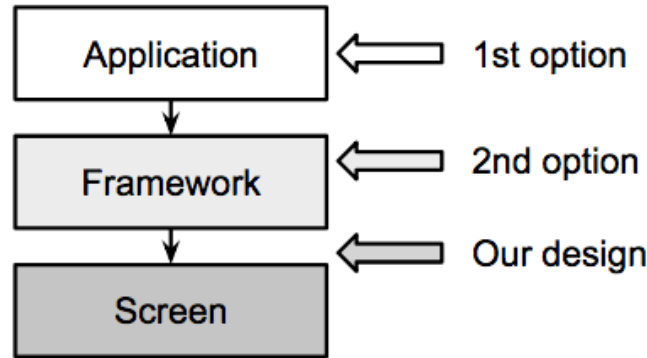 Application
1st option
Framework
2nd option
Our design
Screen